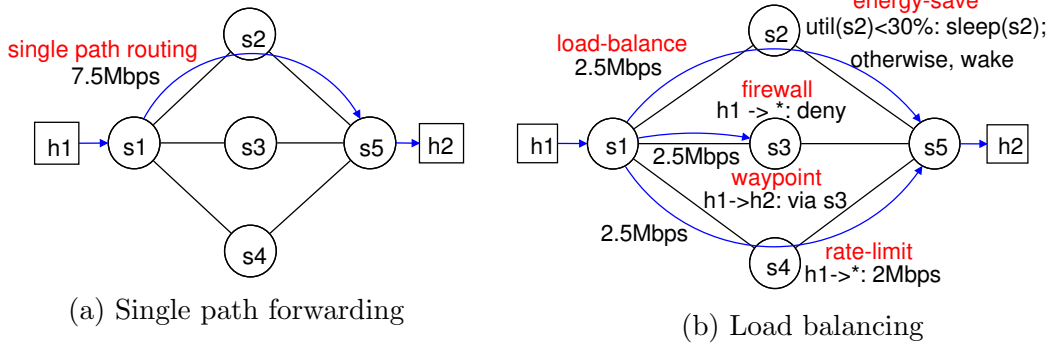 single path routing
7.5Mbps
s2
h1
s1
s3
s5
h2
s4
(a) Single path forwarding
energy-save
util(s2)<30%: sleep(s2);
otherwise, wake
load-balance
2.5Mbps
s2
firewall
h1 -> *: deny
h1
s1
2.5Mbps
s3
s5
h2
waypoint
h1->h2: via s3
2.5Mbps
s4
rate-limit
h1->*: 2Mbps
(b) Load balancing